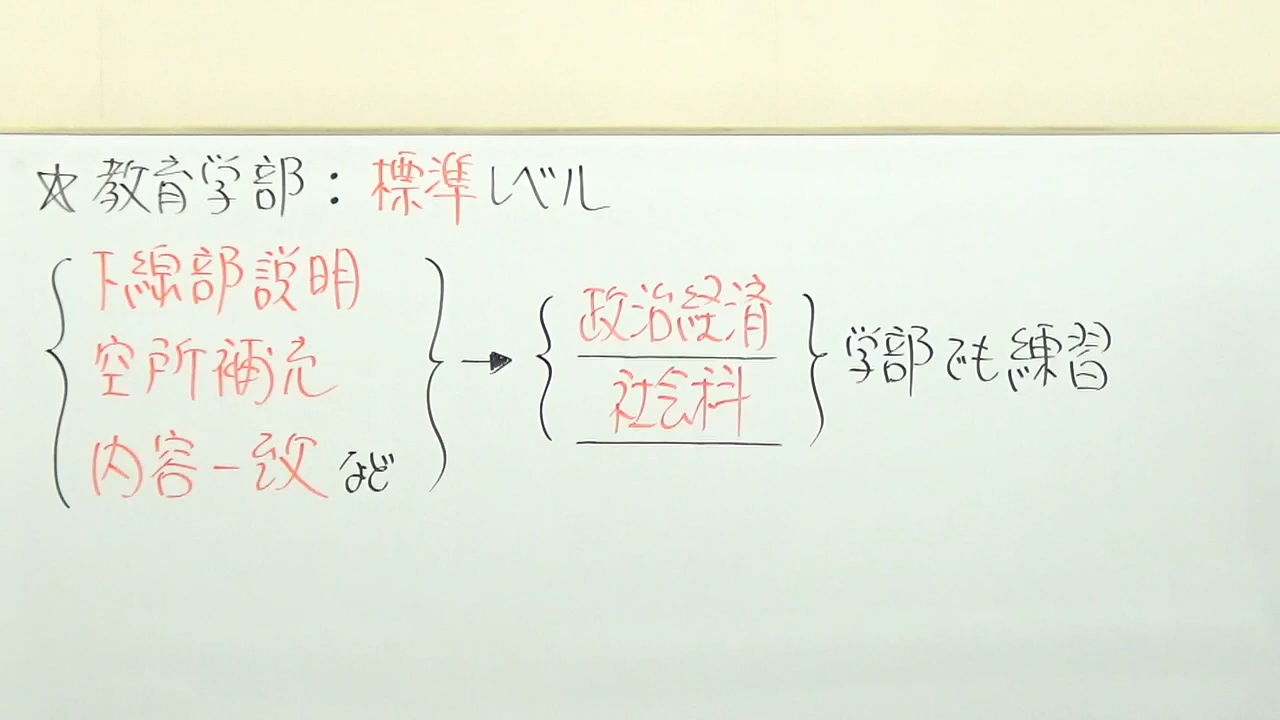 ☆教育学部：標準レベル
下線部説明
空所補充
内容一致など
→
政治経済
社会科
学部でも練習